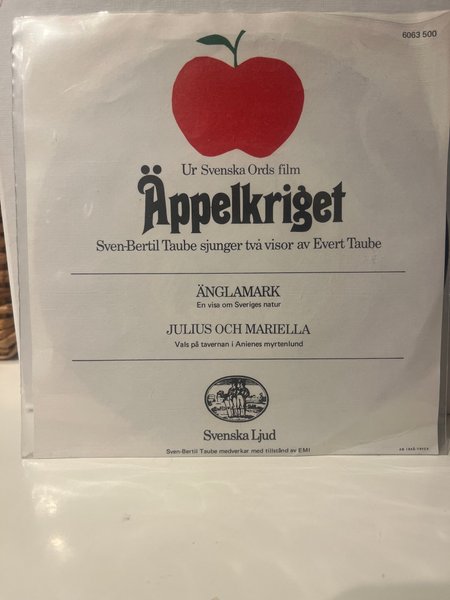 6063 500
Ur Svenska Ords film
Äppelkriget
Sven-Bertil Taube sjunger två visor av Evert Taube
ÄNGLAMARK
En visa om Sveriges natur
JULIUS OCH MARIELLA
Vals på tavernan i Anienes myrtenlund
Svenska Ljud
Sven-Bertil Taube medverkar med tillstånd av EMI